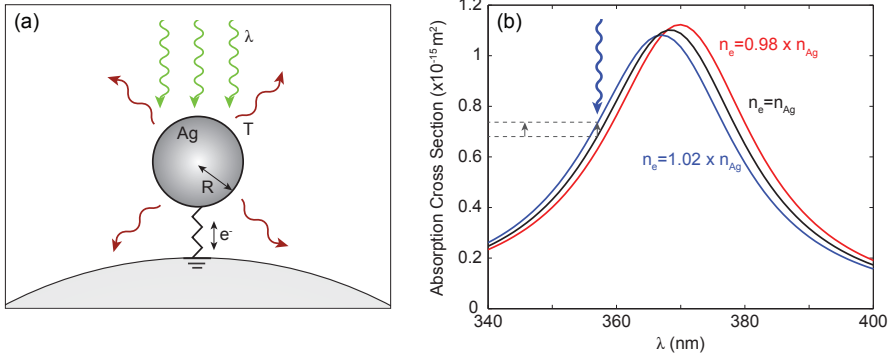 (a)
λ
Ag
T
R
e⁻
(b)
Absorption Cross Section (x10⁻¹⁵ m²)
1.2
1
0.8
0.6
0.4
0.2
0
340
360
380
400
λ (nm)
nₑ=0.98 x n_Ag
nₑ=n_Ag
nₑ=1.02 x n_Ag